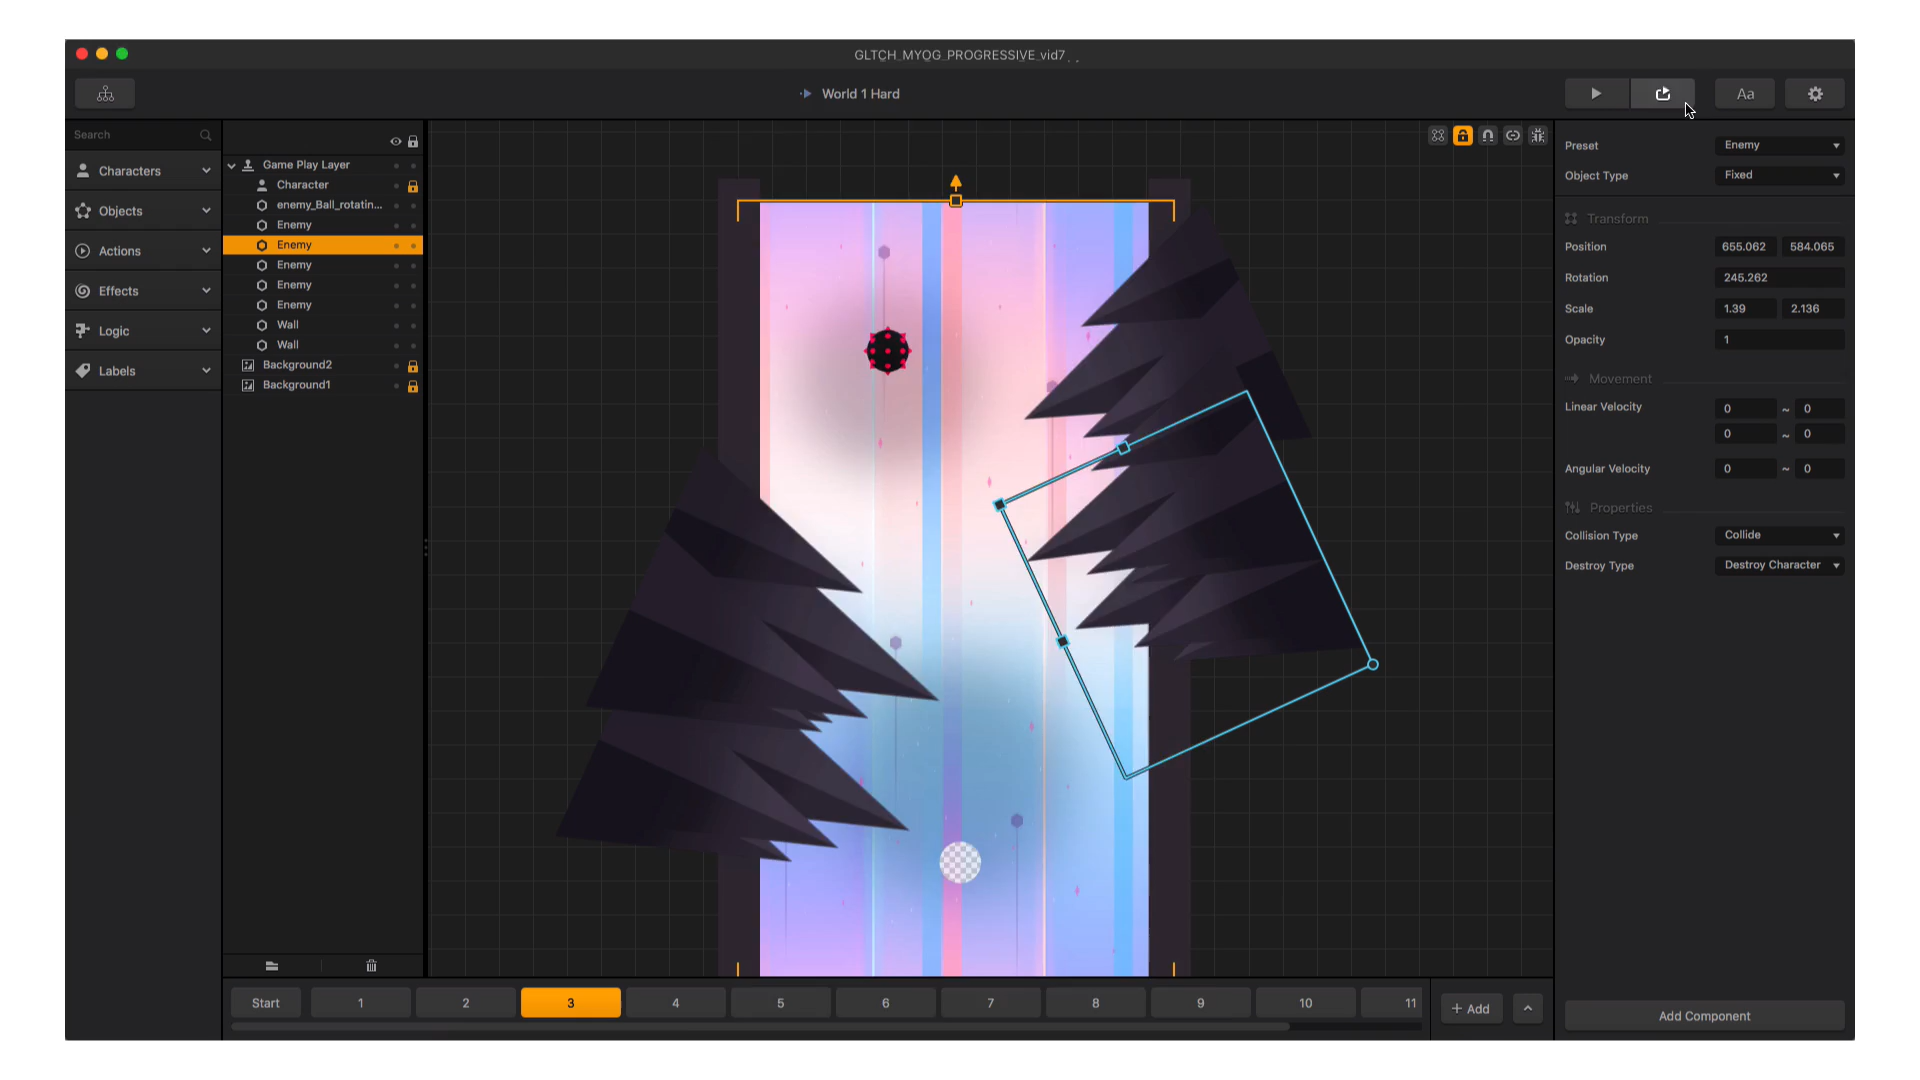 GLTCH_MYOG_PROGRESSIVE_vid7
World 1 Hard
Aa
Search
Characters
Objects
Actions
Effects
Logic
Labels
Game Play Layer
Character
enemy_Ball_rotatin...
Enemy
Enemy
Enemy
Enemy
Enemy
Wall
Wall
Background2
Background1
Preset Enemy
Object Type Fixed
Transform
Position 655.062 584.065
Rotation 245.262
Scale 1.39 2.136
Opacity 1
Movement
Linear Velocity 0 ~ 0
0 ~ 0
Angular Velocity 0 ~ 0
Properties
Collision Type Collide
Destroy Type Destroy Character
Start 1 2 3 4 5 6 7 8 9 10 11
+ Add
Add Component